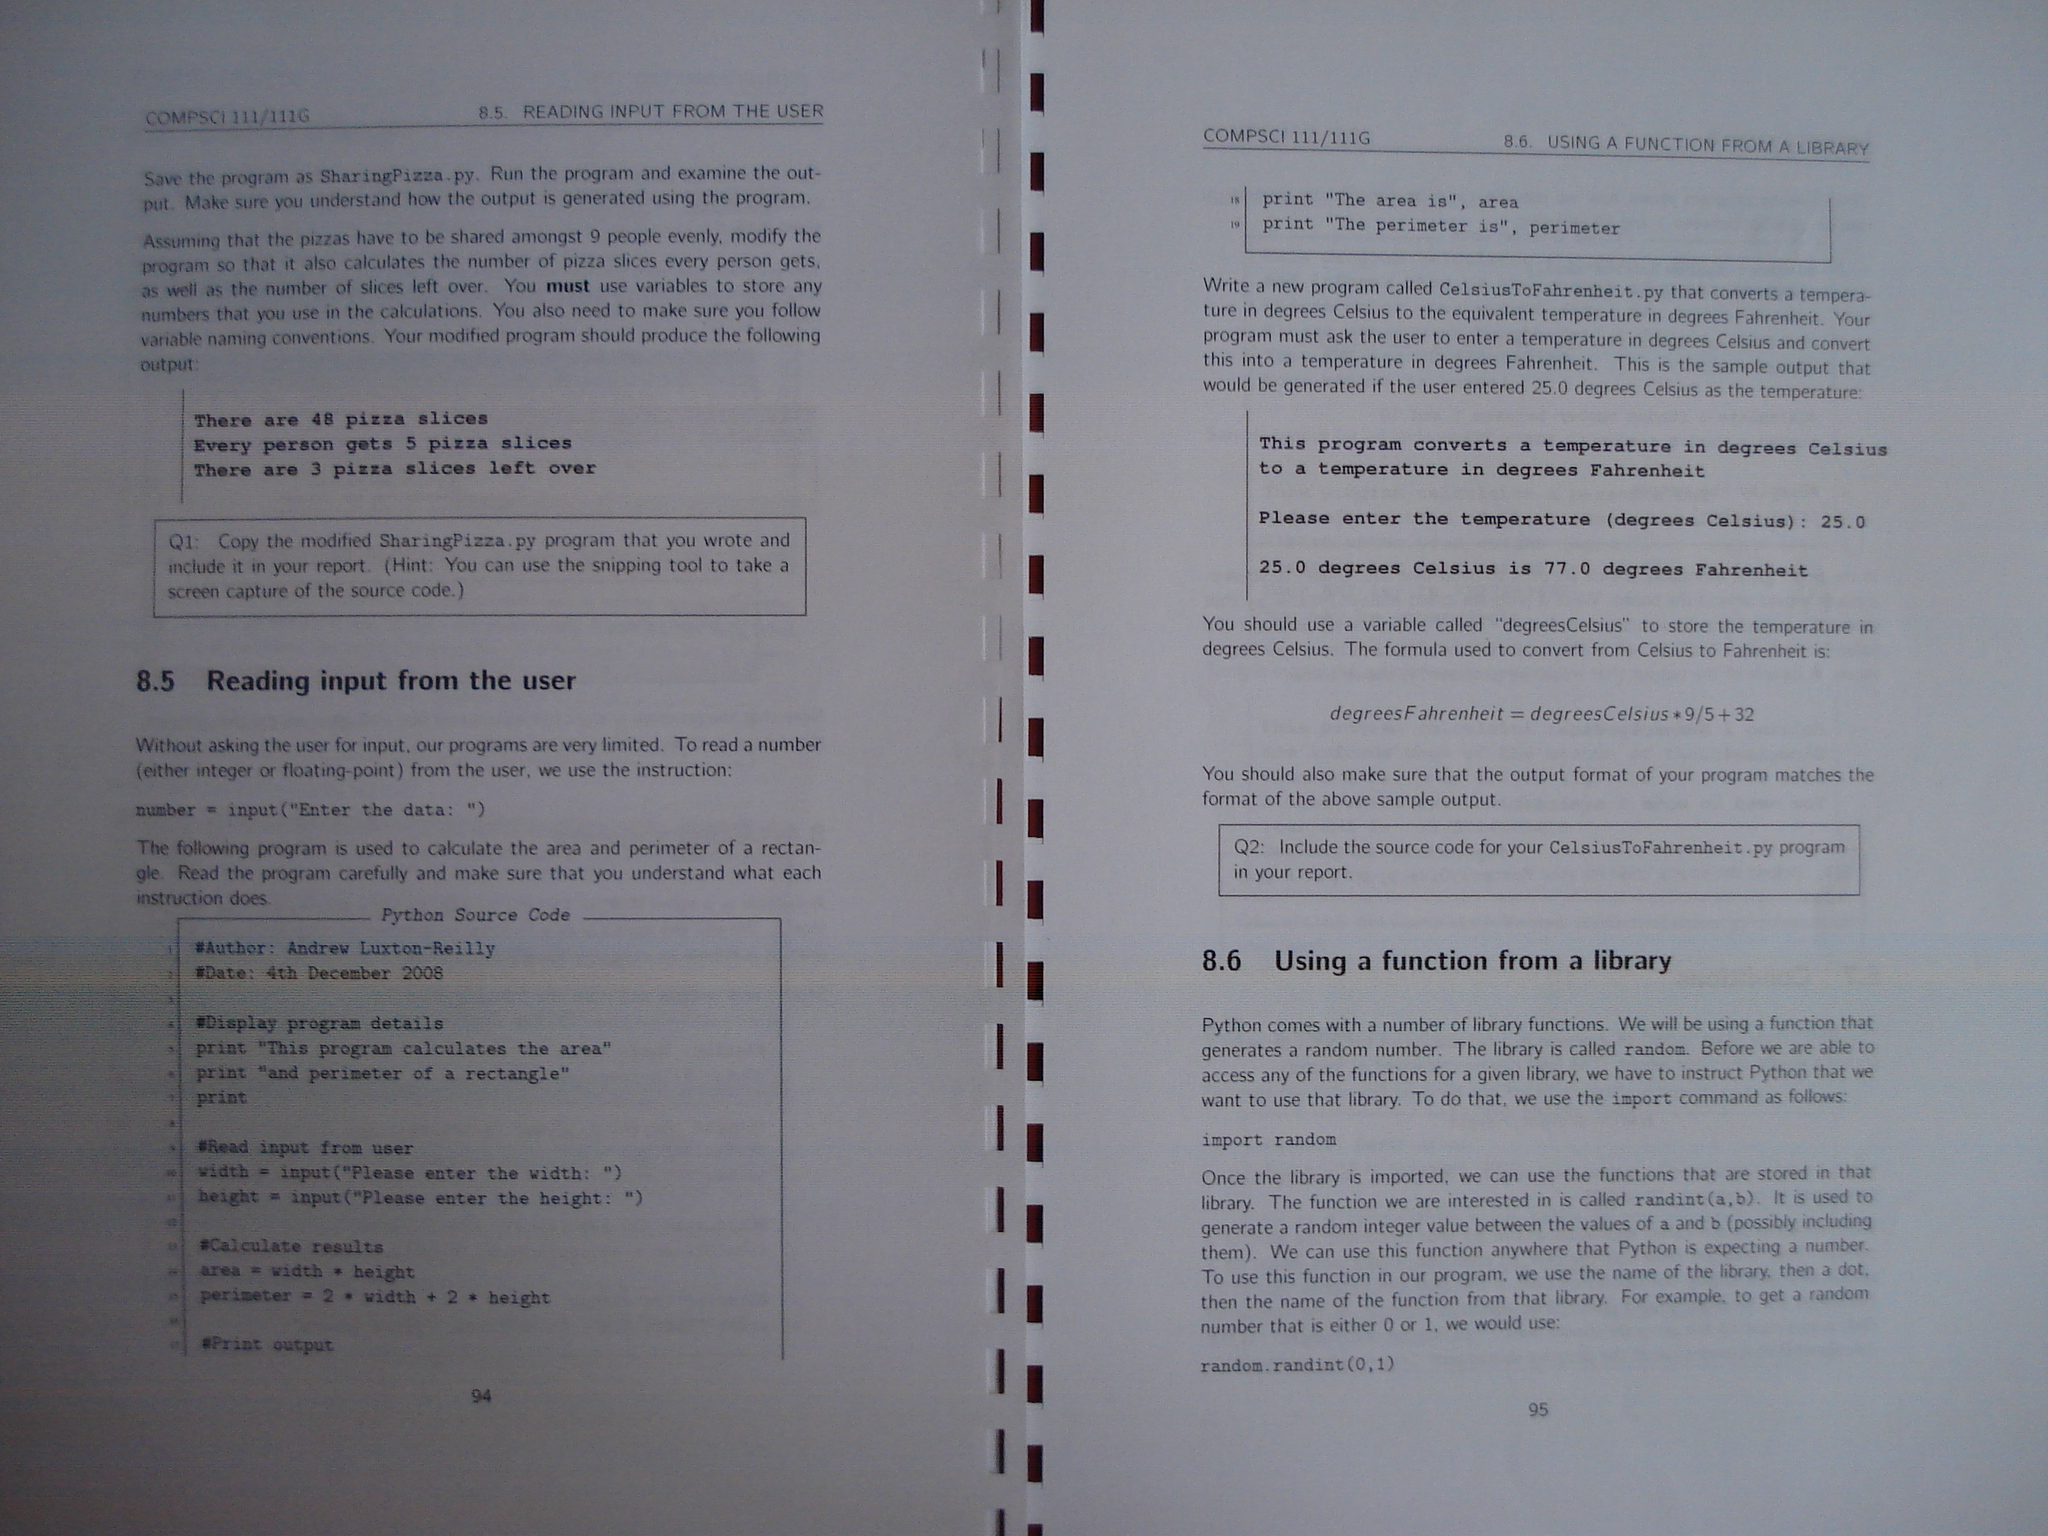 COMPSCI 111/111G 8.5. READING INPUT FROM THE USER
Save the program as SharingPizza.py. Run the program and examine the out-
put. Make sure you understand how the output is generated using the program.
Assuming that the pizzas have to be shared amongst 9 people evenly, modify the
program so that it also calculates the number of pizza slices every person gets,
as well as the number of slices left over. You must use variables to store any
numbers that you use in the calculations. You also need to make sure you follow
variable naming conventions. Your modified program should produce the following
output:
There are 48 pizza slices
Every person gets 5 pizza slices
There are 3 pizza slices left over
Q1: Copy the modified SharingPizza.py program that you wrote and
include it in your report. (Hint: You can use the snipping tool to take a
screen capture of the source code.)
8.5 Reading input from the user
Without asking the user for input, our programs are very limited. To read a number
(either integer or floating-point) from the user, we use the instruction:
number = input("Enter the data: ")
The following program is used to calculate the area and perimeter of a rectan-
gle. Read the program carefully and make sure that you understand what each
instruction does.
Python Source Code
1 #Author: Andrew Luxton-Reilly
2 #Date: 4th December 2008
3
4 #Display program details
5 print "This program calculates the area"
6 print "and perimeter of a rectangle"
7 print
8
9 #Read input from user
10 width = input("Please enter the width: ")
11 height = input("Please enter the height: ")
12
13 #Calculate results
14 area = width * height
15 perimeter = 2 * width + 2 * height
16
17 #Print output
94
COMPSCI 111/111G 8.6. USING A FUNCTION FROM A LIBRARY
18 print "The area is", area
19 print "The perimeter is", perimeter
Write a new program called CelsiusToFahrenheit.py that converts a tempera-
ture in degrees Celsius to the equivalent temperature in degrees Fahrenheit. Your
program must ask the user to enter a temperature in degrees Celsius and convert
this into a temperature in degrees Fahrenheit. This is the sample output that
would be generated if the user entered 25.0 degrees Celsius as the temperature:
This program converts a temperature in degrees Celsius
to a temperature in degrees Fahrenheit
Please enter the temperature (degrees Celsius): 25.0
25.0 degrees Celsius is 77.0 degrees Fahrenheit
You should use a variable called "degreesCelsius" to store the temperature in
degrees Celsius. The formula used to convert from Celsius to Fahrenheit is:
degreesFahrenheit = degreesCelsius * 9/5 + 32
You should also make sure that the output format of your program matches the
format of the above sample output.
Q2: Include the source code for your CelsiusToFahrenheit.py program
in your report.
8.6 Using a function from a library
Python comes with a number of library functions. We will be using a function that
generates a random number. The library is called random. Before we are able to
access any of the functions for a given library, we have to instruct Python that we
want to use that library. To do that, we use the import command as follows:
import random
Once the library is imported, we can use the functions that are stored in that
library. The function we are interested in is called randint(a,b). It is used to
generate a random integer value between the values of a and b (possibly including
them). We can use this function anywhere that Python is expecting a number.
To use this function in our program, we use the name of the library, then a dot,
then the name of the function from that library. For example, to get a random
number that is either 0 or 1, we would use:
random.randint(0,1)
95